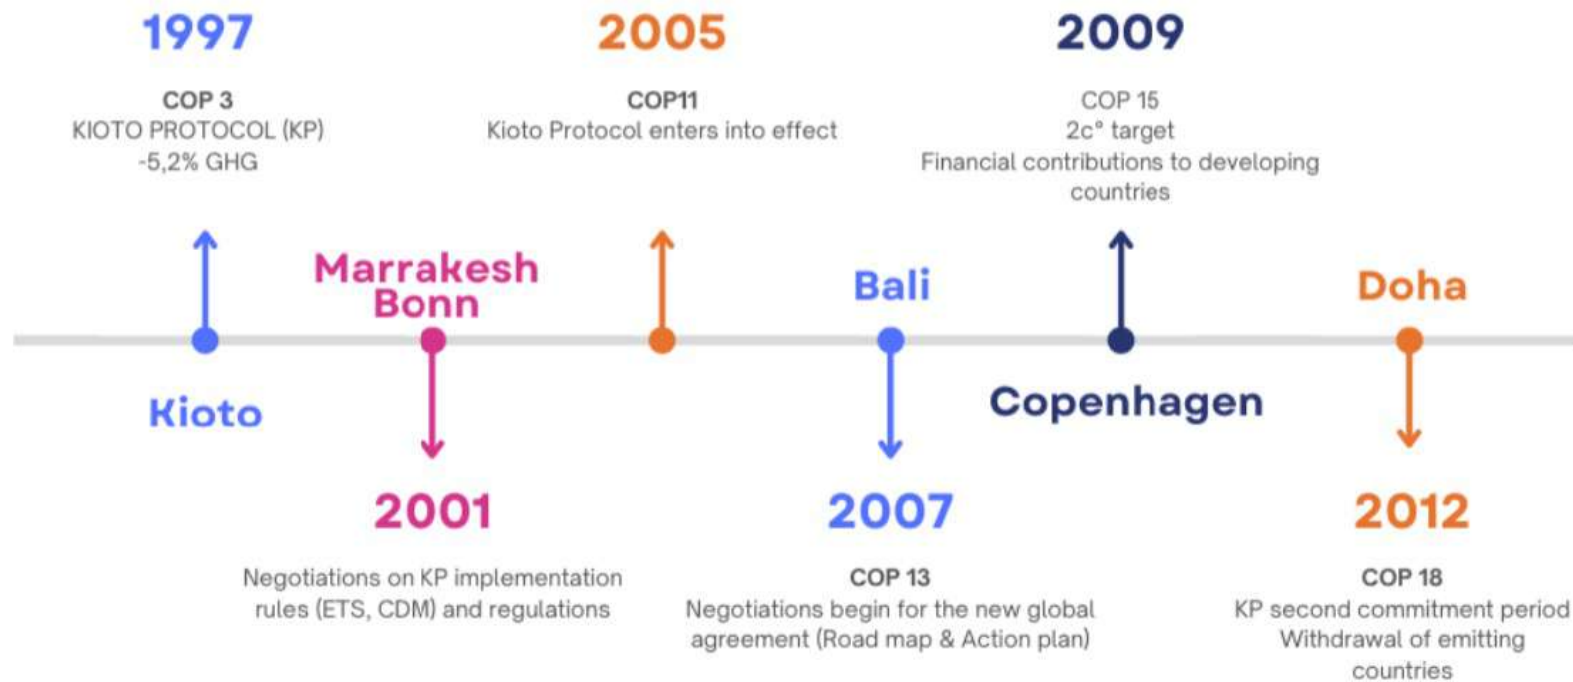 1997
COP 3
KIOTO PROTOCOL (KP)
-5,2% GHG
Kioto
Marrakesh
Bonn
2001
Negotiations on KP implementation
rules (ETS, CDM) and regulations
2005
COP11
Kioto Protocol enters into effect
Bali
2007
COP 13
Negotiations begin for the new global
agreement (Road map & Action plan)
2009
COP 15
2c° target
Financial contributions to developing
countries
Copenhagen
Doha
2012
COP 18
KP second commitment period
Withdrawal of emitting
countries